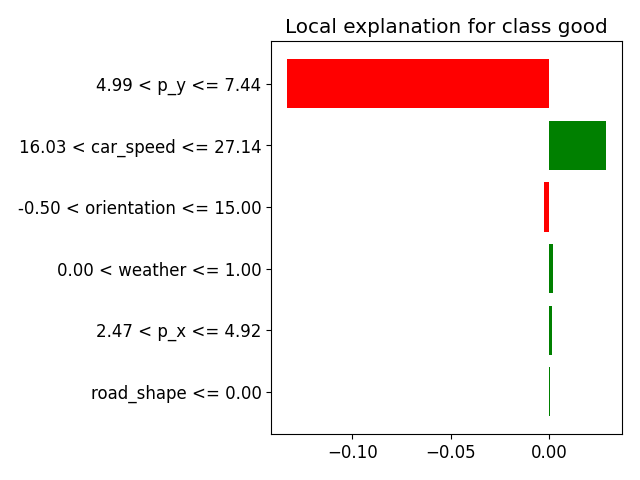 Local explanation for class good
4.99 < p_y <= 7.44
16.03 < car_speed <= 27.14
-0.50 < orientation <= 15.00
0.00 < weather <= 1.00
2.47 < p_x <= 4.92
road_shape <= 0.00
−0.10 −0.05 0.00